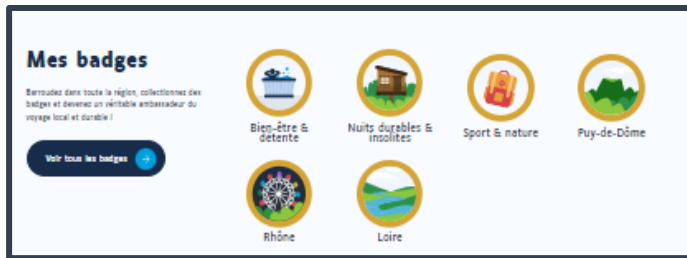 Mes badges
Barroudez dans toute la région, collectionnez des
badges et devenez un véritable ambassadeur du
voyage local et durable !
Voir tous les badges
Bien-être &
détente
Nuits durables &
insolites
Sport & nature
Puy-de-Dôme
Rhône
Loire